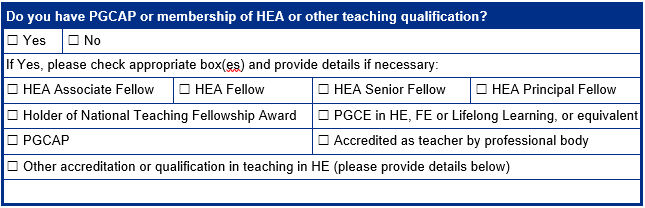 Do you have PGCAP or membership of HEA or other teaching qualification?
☐ Yes ☐ No
If Yes, please check appropriate box(es) and provide details if necessary:
☐ HEA Associate Fellow ☐ HEA Fellow ☐ HEA Senior Fellow ☐ HEA Principal Fellow
☐ Holder of National Teaching Fellowship Award ☐ PGCE in HE, FE or Lifelong Learning, or equivalent
☐ PGCAP ☐ Accredited as teacher by professional body
☐ Other accreditation or qualification in teaching in HE (please provide details below)